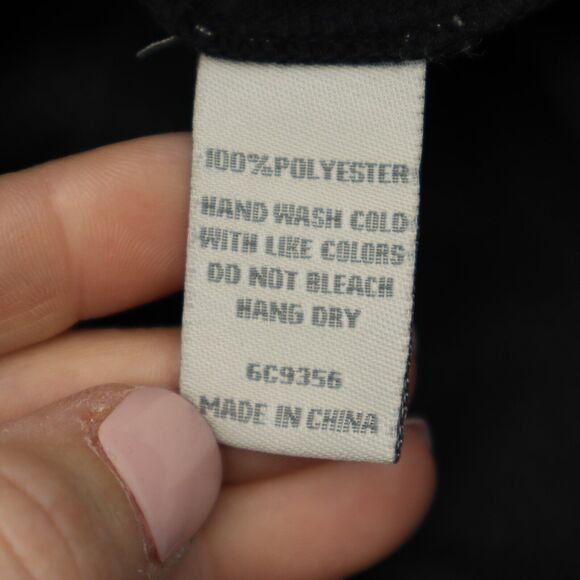 100%POLYESTER
HAND WASH COLD
WITH LIKE COLORS
DO NOT BLEACH
HANG DRY
6C9356
MADE IN CHINA